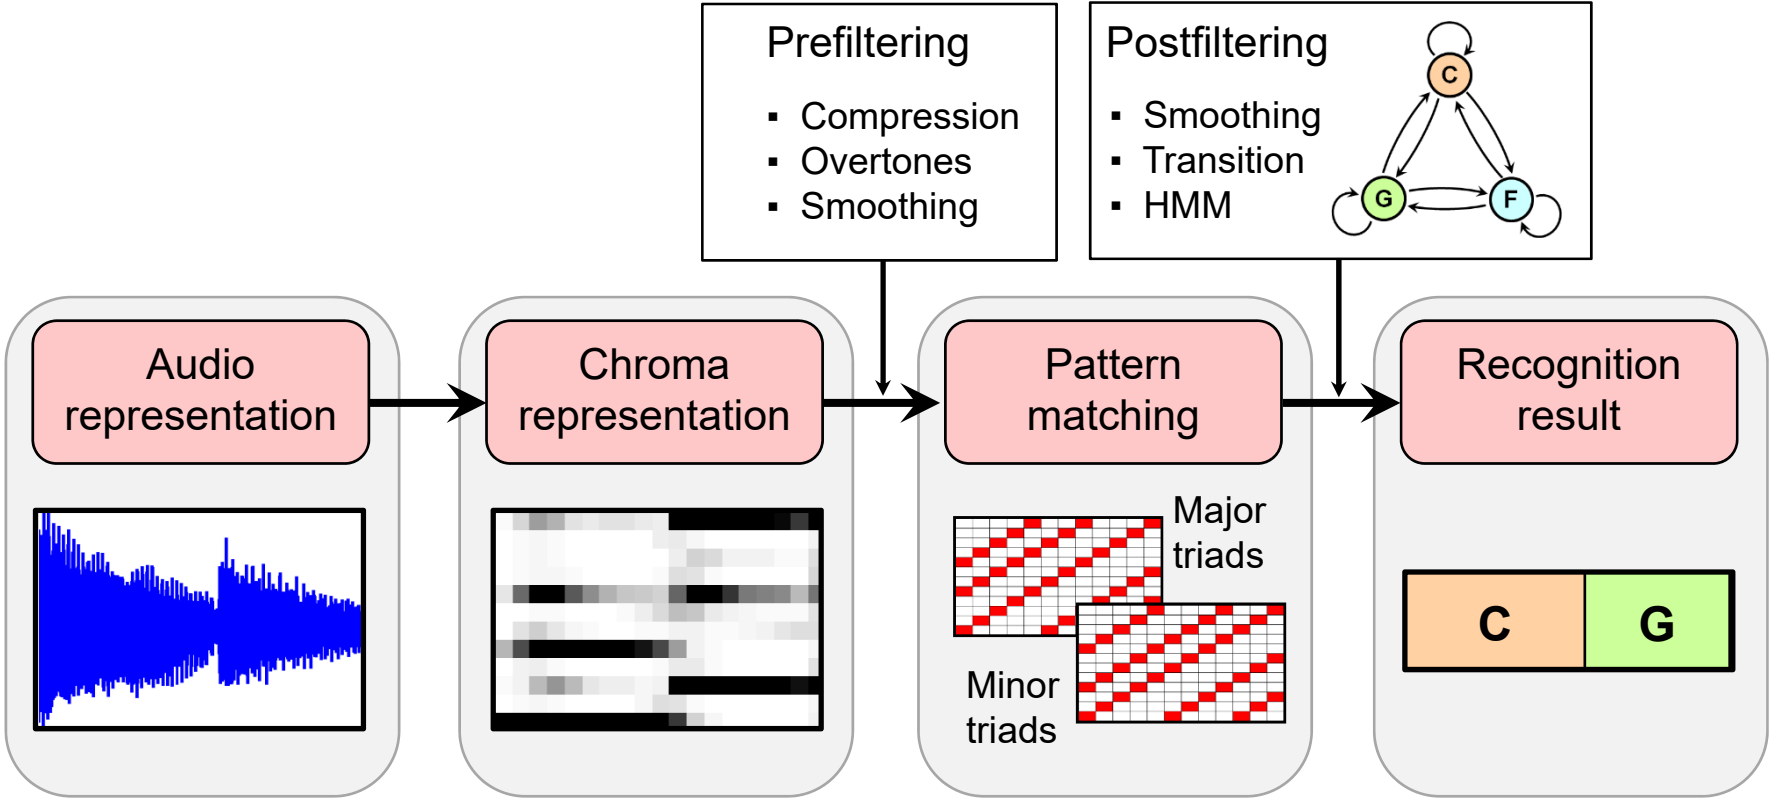 Prefiltering
▪ Compression
▪ Overtones
▪ Smoothing
Postfiltering
▪ Smoothing
▪ Transition
▪ HMM
C
G
F
Audio
representation
Chroma
representation
Pattern
matching
Major
triads
Minor
triads
Recognition
result
C
G